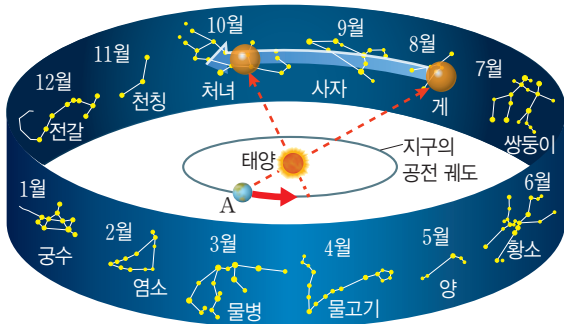 10월
처녀
9월
사자
8월
게
11월
천칭
7월
쌍둥이
12월
전갈
태양
지구의
공전 궤도
A
1월
궁수
2월
염소
3월
물병
4월
물고기
5월
양
6월
황소